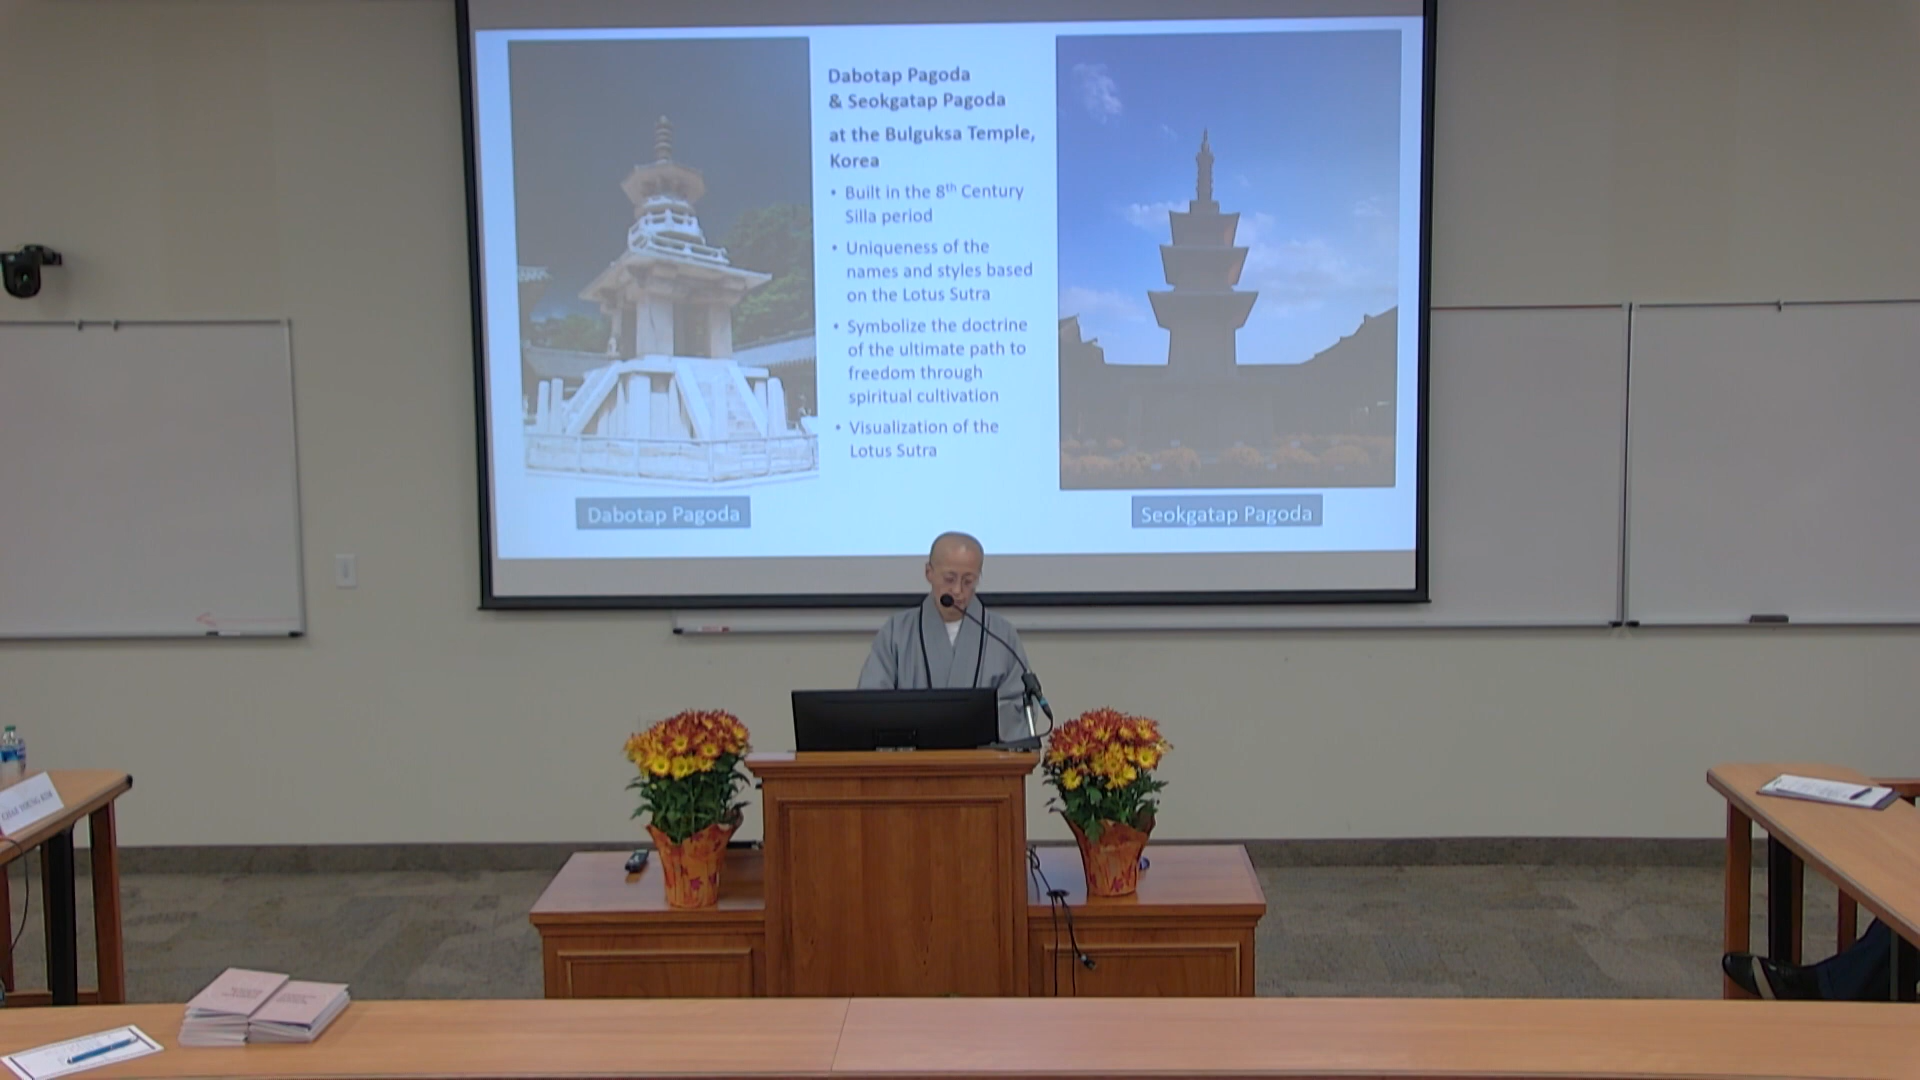 Dabotap Pagoda
& Seokgatap Pagoda
at the Bulguksa Temple,
Korea
• Built in the 8th Century
Silla period
• Uniqueness of the
names and styles based
on the Lotus Sutra
• Symbolize the doctrine
of the ultimate path to
freedom through
spiritual cultivation
• Visualization of the
Lotus Sutra
Dabotap Pagoda
Seokgatap Pagoda
YOUNG KIM